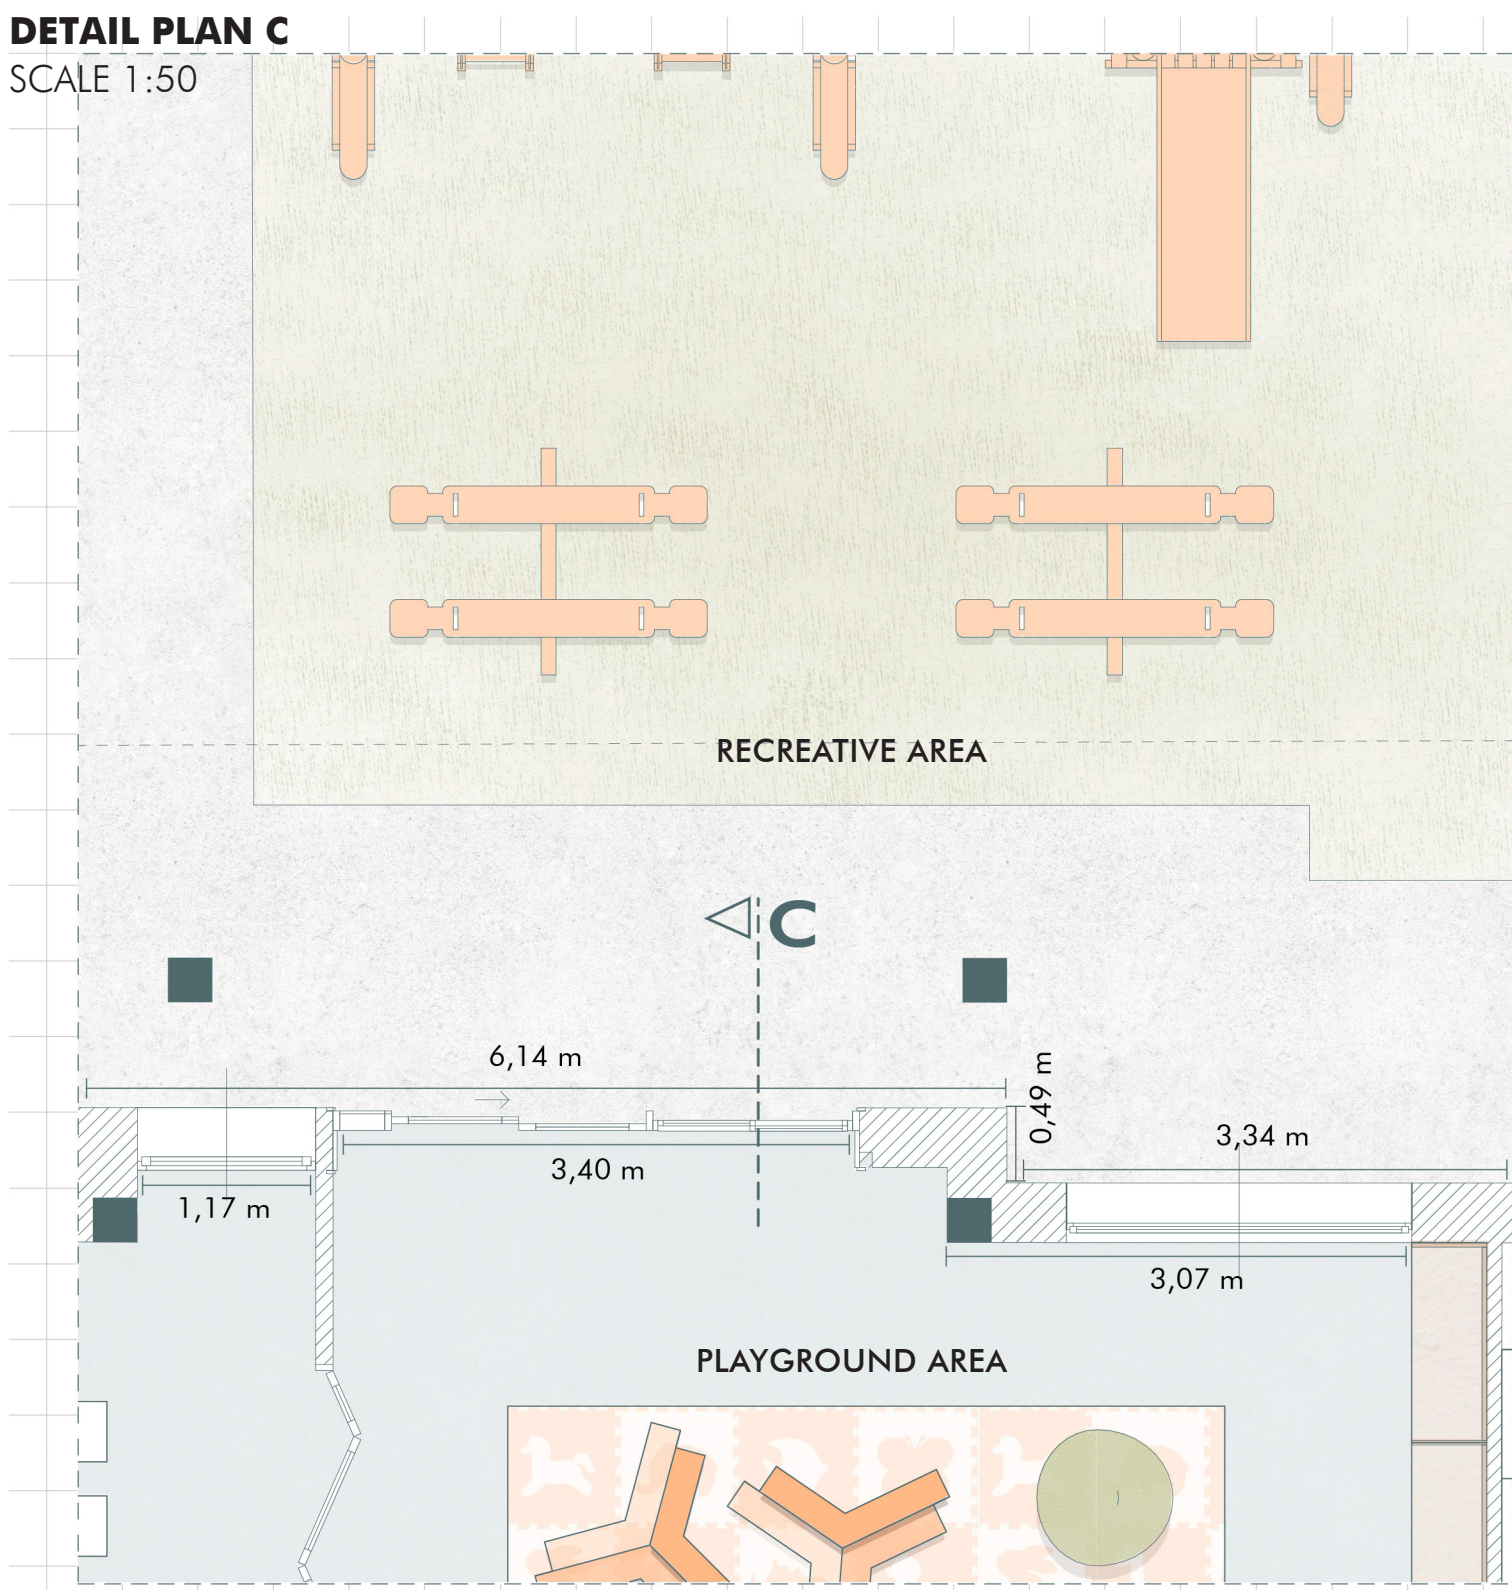 DETAIL PLAN C
SCALE 1:50
RECREATIVE AREA
C
6,14 m
0,49 m
3,34 m
3,40 m
1,17 m
3,07 m
PLAYGROUND AREA